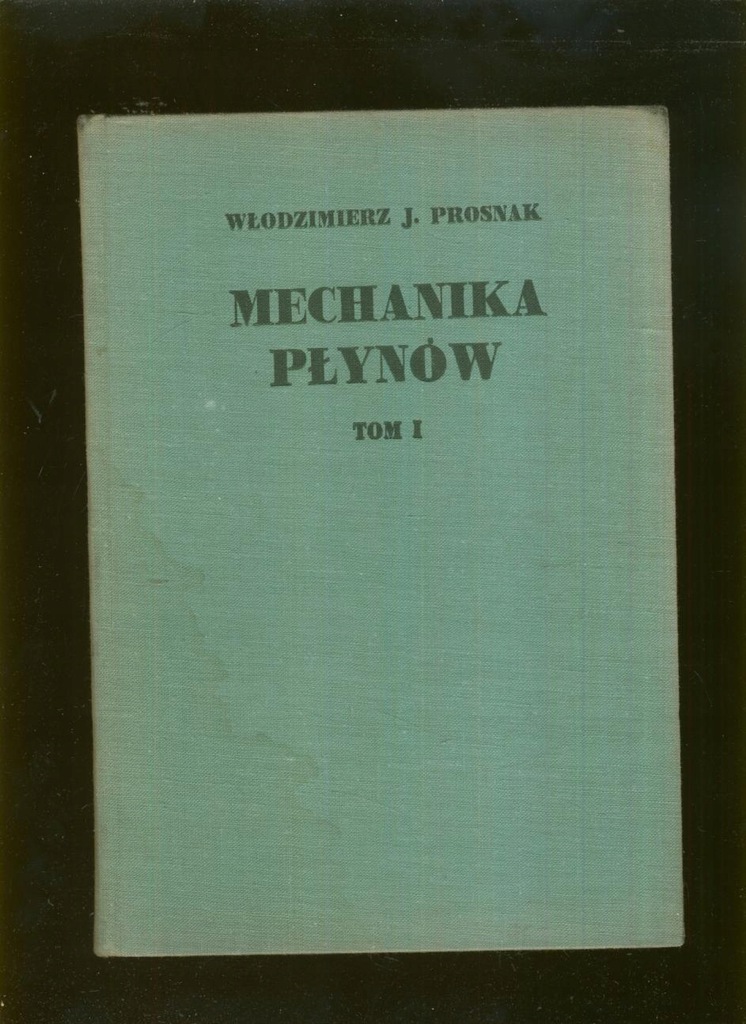 WŁODZIMIERZ J. PROSNAK
MECHANIKA
PŁYNÓW
TOM I